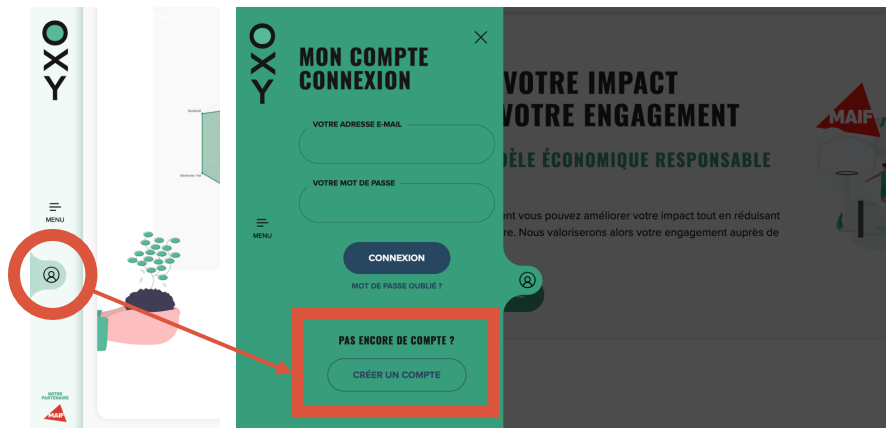 OXY
MENU
NOTRE
PARTENAIRE
MAIF
OXY
MENU
MON COMPTE
CONNEXION
VOTRE ADRESSE E-MAIL
VOTRE MOT DE PASSE
CONNEXION
MOT DE PASSE OUBLIÉ ?
PAS ENCORE DE COMPTE ?
CRÉER UN COMPTE
VOTRE IMPACT
VOTRE ENGAGEMENT
ÈLE ÉCONOMIQUE RESPONSABLE
ent vous pouvez améliorer votre impact tout en réduisant
re. Nous valoriserons alors votre engagement auprès de
MAIF